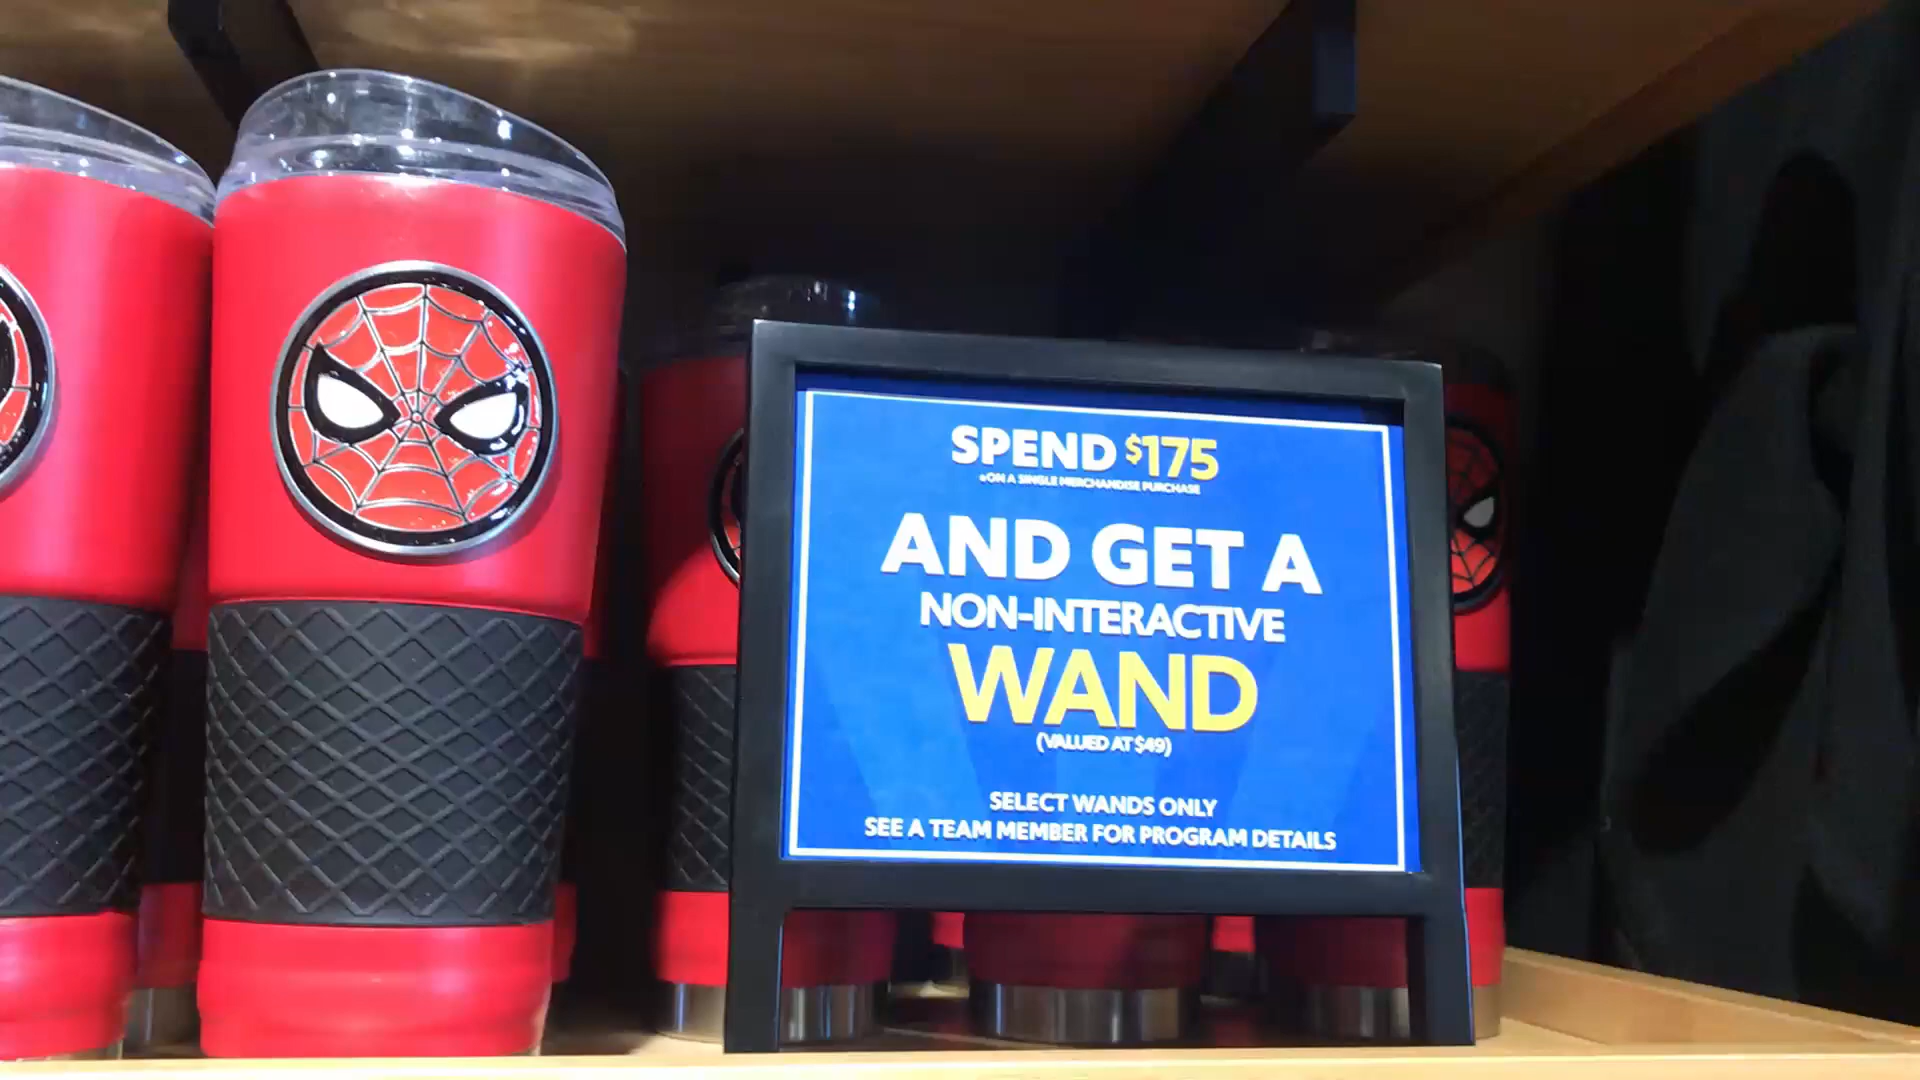 SPEND $175
*ON A SINGLE MERCHANDISE PURCHASE
AND GET A
NON-INTERACTIVE
WAND
(VALUED AT $49)
SELECT WANDS ONLY
SEE A TEAM MEMBER FOR PROGRAM DETAILS